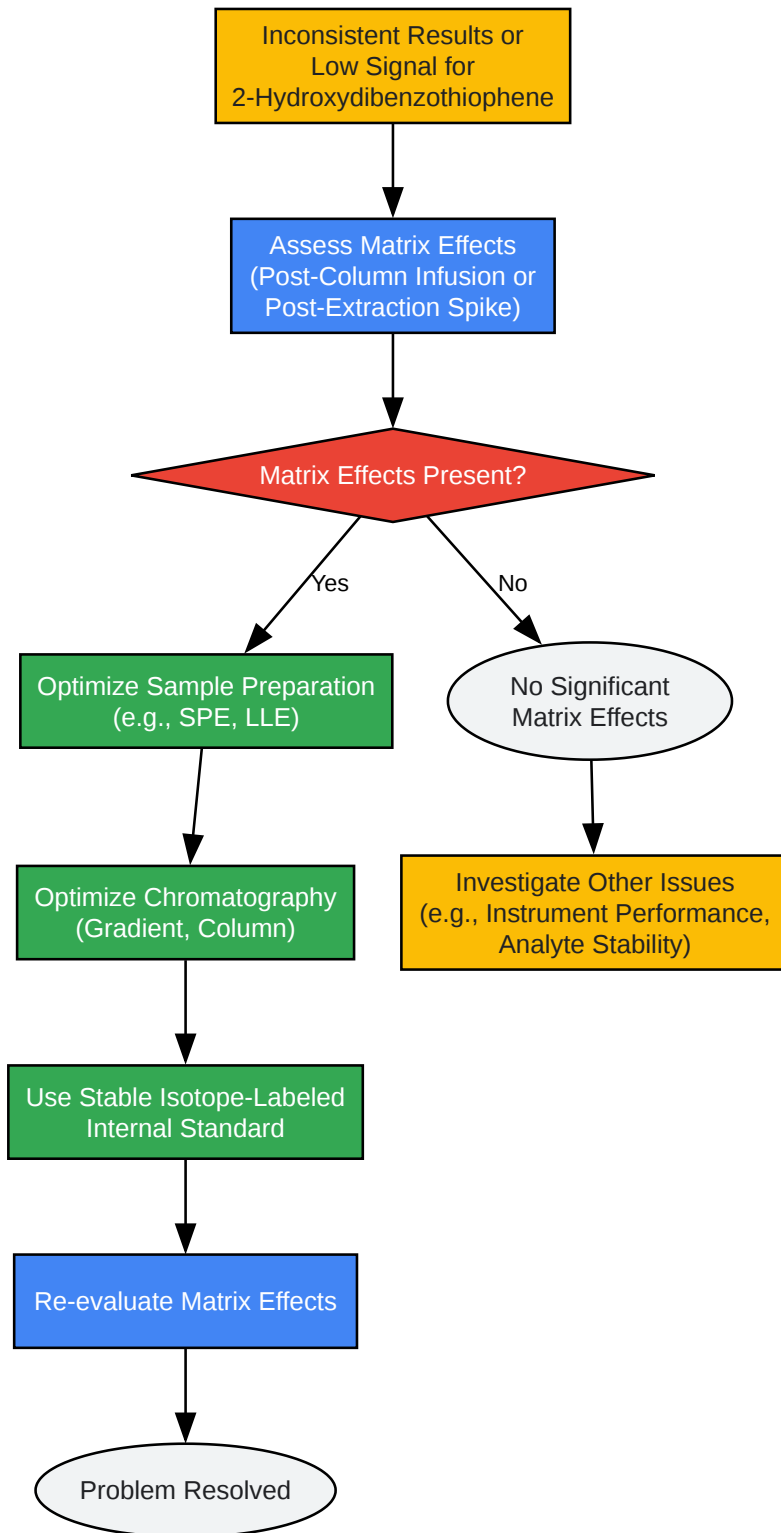 Inconsistent Results or
Low Signal for
2-Hydroxydibenzothiophene
Assess Matrix Effects
(Post-Column Infusion or
Post-Extraction Spike)
Matrix Effects Present?
Yes
No
Optimize Sample Preparation
(e.g., SPE, LLE)
No Significant
Matrix Effects
Optimize Chromatography
(Gradient, Column)
Investigate Other Issues
(e.g., Instrument Performance,
Analyte Stability)
Use Stable Isotope-Labeled
Internal Standard
Re-evaluate Matrix Effects
Problem Resolved